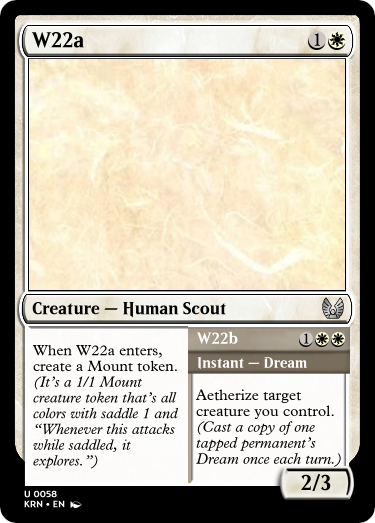 W22a
1
Creature — Human Scout
When W22a enters,
create a Mount token.
(It's a 1/1 Mount
creature token that's all
colors with saddle 1 and
“Whenever this attacks
while saddled, it
explores.”)
W22b
1
Instant — Dream
Aetherize target
creature you control.
(Cast a copy of one
tapped permanent's
Dream once each turn.)
2/3
U 0058
KRN • EN